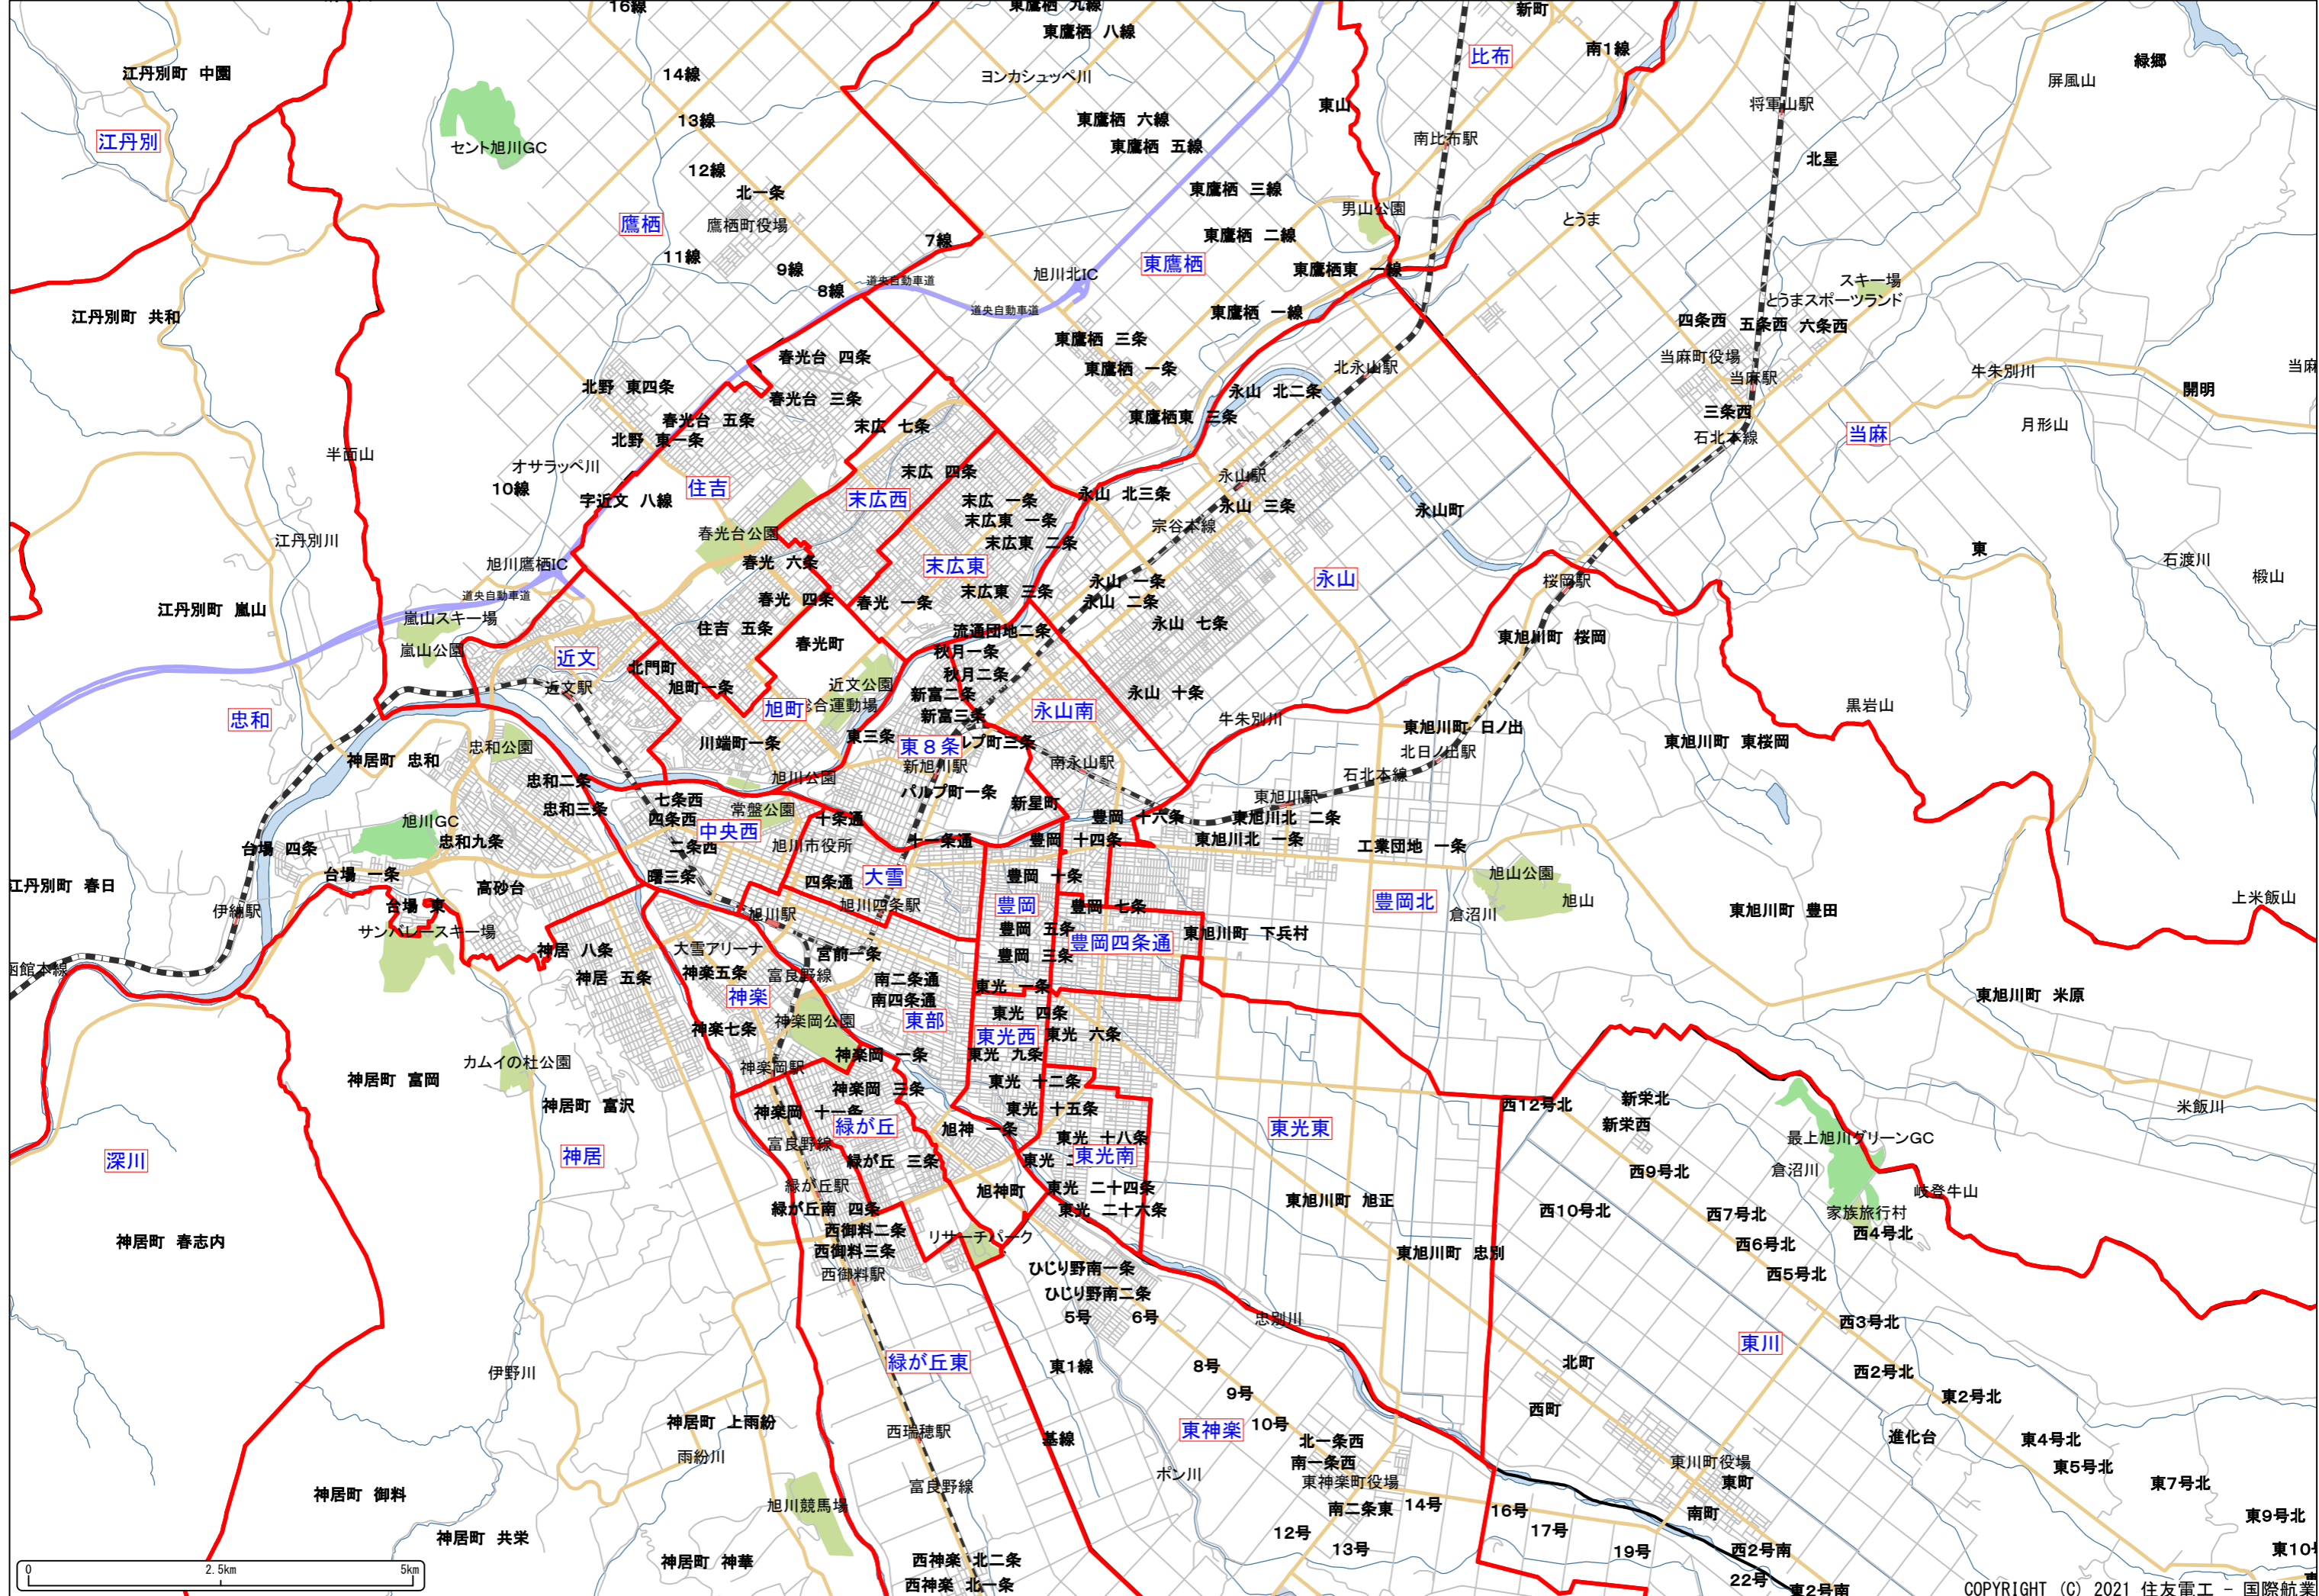 16線
東鷹栖 九線
新町
東鷹栖 八線
南1線
比布
緑郷
江丹別町 中園
14線
ヨンカシュッペリ川
屏風山
東山
将軍山駅
13線
東鷹栖 六線
江丹別
セント旭川GC
東鷹栖 五線
南比布駅
北星
12線
北一条
東鷹栖 三線
鷹栖
鷹栖町役場
男山公園
とうま
7線
東鷹栖 二線
11線
9線
東鷹栖
旭川北IC
東鷹栖東 一線
道央自動車道
8線
スキー場
とうまスポーツランド
江丹別町 共和
道央自動車道
東鷹栖 一線
四条西
五条西
六条西
東鷹栖 三条
春光台 四条
当麻町役場
東鷹栖 一条
北永山駅
当麻駅
牛朱別川
北野 東四条
永山 北二条
開明
春光台 三条
春光台 五条
東鷹栖東 三条
三条西
末広 七条
北野 東一条
石北本線
当麻
月形山
半面山
オサラッペ川
末広 四条
永山駅
10線
住吉
末広西
字近文 八線
末広 一条
永山 北三条
永山 三条
永山町
末広東 一条
春光台公園
宗谷本線
江丹別川
末広東 二条
東
旭川鷹栖IC
春光 六条
末広東
永山
石渡川
椴山
桜岡駅
永山 一条
道央自動車道
末広東 三条
江丹別町 嵐山
春光 四条
春光 一条
永山 二条
嵐山スキー場
住吉 五条
流通団地二条
永山 七条
東旭川町 桜岡
嵐山公園
春光町
秋月一条
近文
北門町
秋月二条
近文駅
旭町一条
近文公園
新富二条
永山 十条
旭町
総合運動場
新富三条
永山南
忠和
牛朱別川
黒岩山
東旭川町 日ノ出
東三条
東8条
東旭川町 東桜岡
忠和公園
川端町一条
北日ノ出駅
神居町 忠和
新旭川駅
南永山駅
忠和二条
旭川公園
石北本線
パルプ町一条
東旭川駅
忠和三条
七条西
常盤公園
新星町
四条西
十条通
豊岡 十六条
東旭川北 二条
旭川GC
中央西
忠和九条
二条西
旭川市役所
十一条通
豊岡 十四条
東旭川北 一条
工業団地 一条
台場 四条
台場 一条
曙三条
四条通
大雪
豊岡 十条
旭山公園
江丹別町 春日
高砂台
台場 東
旭川四条駅
豊岡
豊岡 七条
豊岡北
旭山
上米飯山
伊納駅
旭川駅
倉沼川
東旭川町 豊田
サンバレースキー場
豊岡 五条
東旭川町 下兵村
豊岡四条通
神居 八条
大雪アリーナ
宮前一条
豊岡 三条
函館本線
神居 五条
神楽五条
富良野線
南二条通
東光 一条
神楽
南四条通
東旭川町 米原
神楽岡公園
東部
東光 四条
神楽七条
東光西
東光 六条
神楽岡 一条
東光 九条
カムイの杜公園
神楽岡駅
神居町 富岡
神楽岡 三条
東光 十二条
神居町 富沢
神楽岡 十一条
東光 十五条
西12号北
新栄北
米飯川
緑が丘
旭神 一条
新栄西
富良野線
東光 十八条
東光東
最上旭川グリーンGC
深川
神居
緑が丘 三条
東光南
倉沼川
西9号北
緑が丘駅
旭神町
東光 二十四条
東旭川町 旭正
岐登牛山
緑が丘南 四条
東光 二十六条
西10号北
西7号北
家族旅行村
西御料二条
リサーチパーク
西6号北
西4号北
神居町 春志内
西御料三条
東旭川町 忠別
西御料駅
ひじり野南一条
西5号北
ひじり野南二条
5号
6号
忠別川
西3号北
東川
緑が丘東
東1線
8号
北町
西2号北
伊野川
9号
東2号北
西町
神居町 上雨紛
西瑞穂駅
東神楽
10号
基線
北一条西
進化台
東4号北
雨紛川
南一条西
東川町役場
ポン川
東神楽町役場
東5号北
東町
神居町 御料
富良野線
東7号北
旭川競馬場
南二条東
14号
16号
南町
神居町 共栄
12号
17号
東9号北
13号
19号
西2号南
神居町 神華
西神楽 北二条
22号
西神楽 北一条
東2号南
0
2.5km
5km
COPYRIGHT (C) 2021 住友電工 - 国際航業